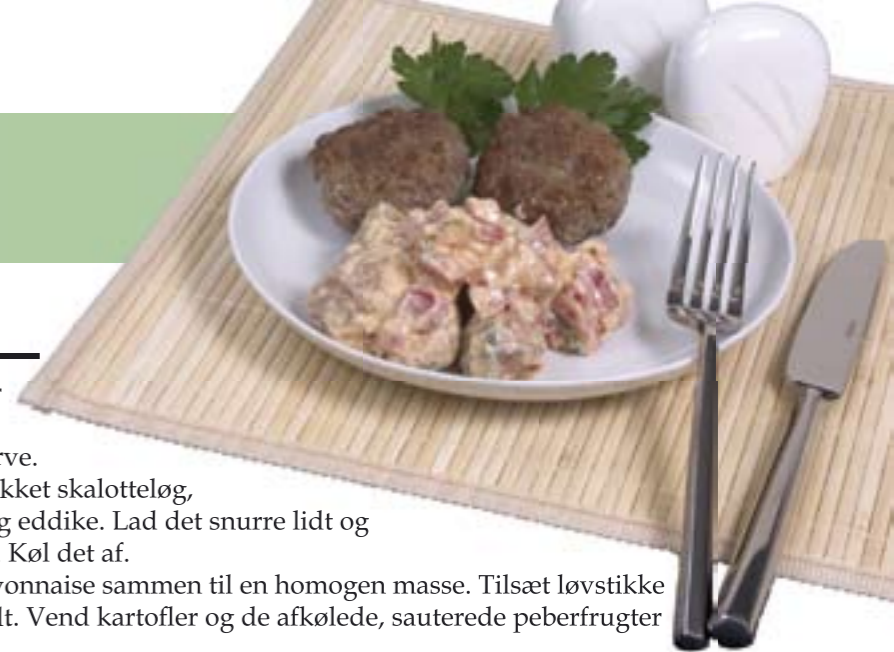 rve.
kket skalotteløg,
g eddike. Lad det snurre lidt og
Køl det af.
yonnaise sammen til en homogen masse. Tilsæt løvstikke
lt. Vend kartofler og de afkølede, sauterede peberfrugter